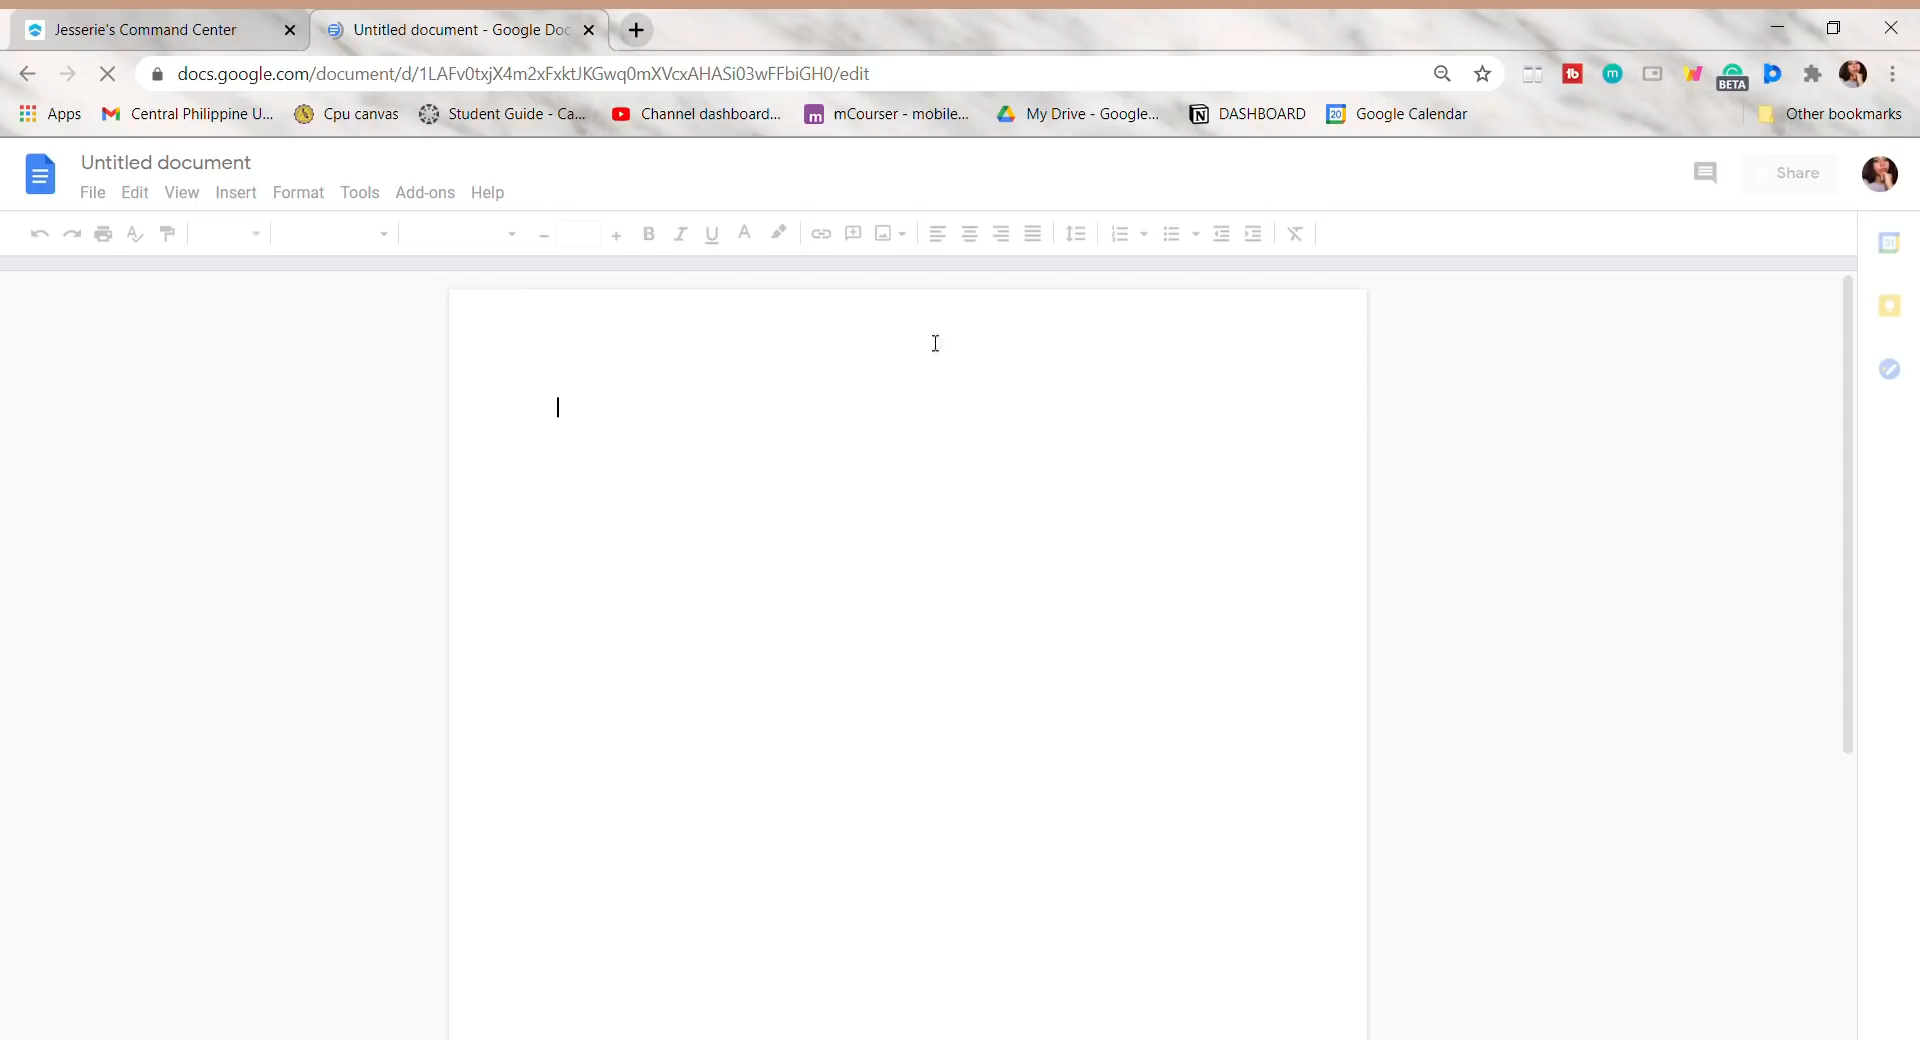 Jesserie's Command Center
Untitled document - Google Doc
docs.google.com/document/d/1LAFv0txjX4m2xFxktJKGwq0mXVcxAHASi03wFFbiGH0/edit
BETA
Apps
Central Philippine U...
Cpu canvas
Student Guide - Ca...
Channel dashboard...
mCourser - mobile...
My Drive - Google...
DASHBOARD
Google Calendar
Other bookmarks
Untitled document
Share
File Edit View Insert Format Tools Add-ons Help